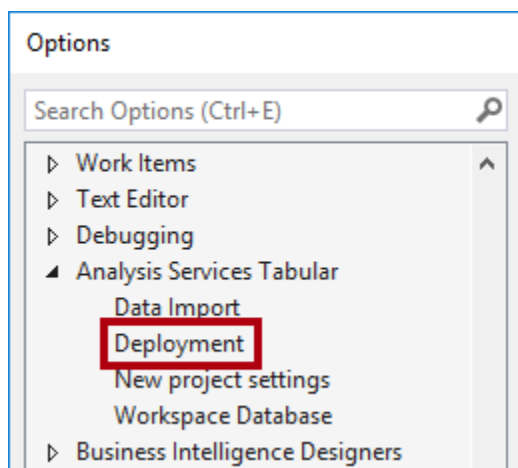 Options
Search Options (Ctrl+E)
Work Items
Text Editor
Debugging
Analysis Services Tabular
Data Import
Deployment
New project settings
Workspace Database
Business Intelligence Designers